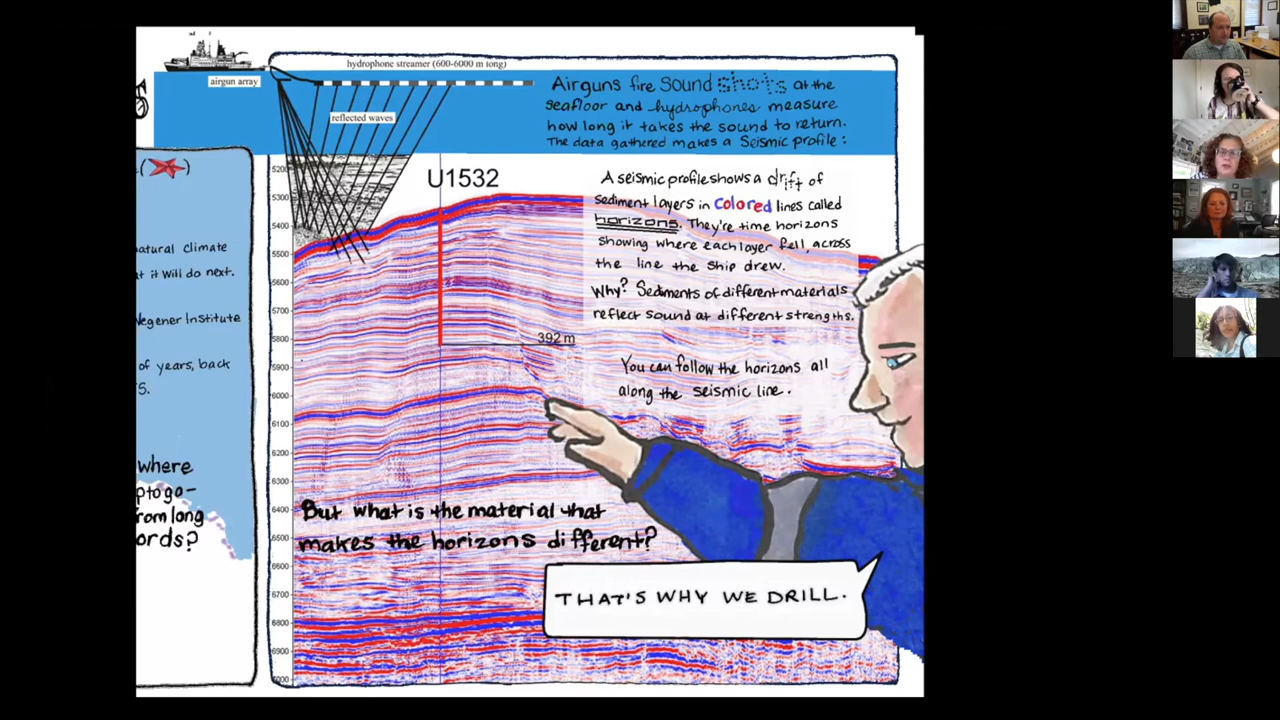 hydrophone streamer (600-6000 m long)
airgun array
reflected waves
Airguns fire sound shots at the
seafloor and hydrophones measure
how long it takes the sound to return.
The data gathered makes a Seismic profile:
U1532
A seismic profile shows a drift of
Sediment layers in colored lines called
horizons. They're time horizons
showing where each layer fell, across
the line the ship drew.
Why? Sediments of different materials
reflect sound at different strengths.
392 m
You can follow the horizons all
along the seismic line.
But what is the material that
makes the horizons different?
THAT'S WHY WE DRILL.
5200
5300
5400
5500
5600
5700
5800
5900
6000
6100
6200
6300
6400
6500
6600
6700
6800
6900
natural climate
it will do next.
Wegener Institute
of years, back
5.
where
p to go-
from long
ords?